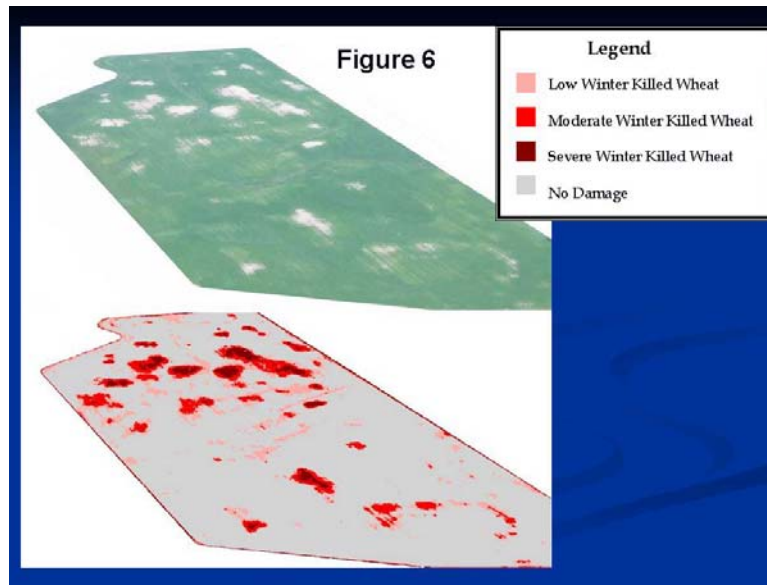 Figure 6
Legend
Low Winter Killed Wheat
Moderate Winter Killed Wheat
Severe Winter Killed Wheat
No Damage